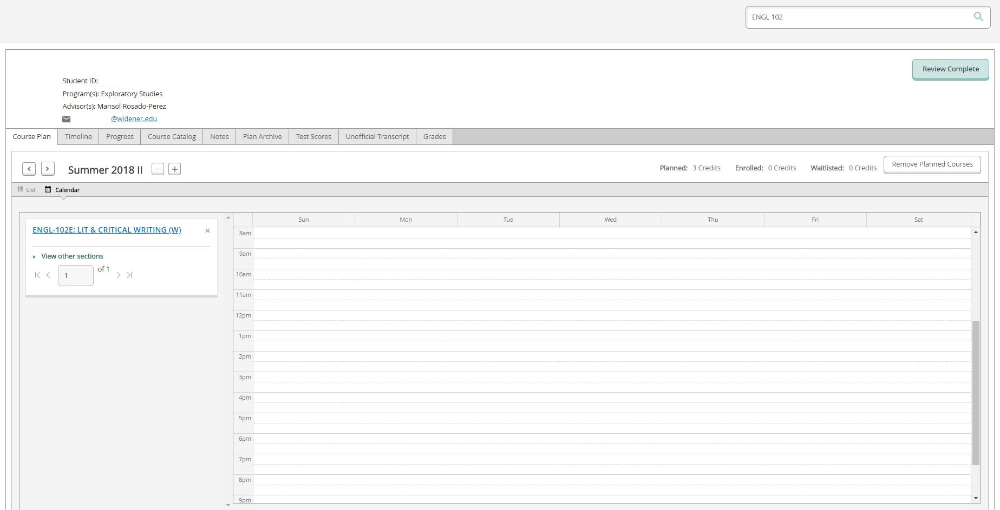 ENGL 102
Review Complete
Student ID:
Program(s): Exploratory Studies
Advisor(s): Marisol Rosado-Perez
@widener.edu
Course Plan Timeline Progress Course Catalog Notes Plan Archive Test Scores Unofficial Transcript Grades
Summer 2018 II
Planned: 3 Credits Enrolled: 0 Credits Waitlisted: 0 Credits Remove Planned Courses
List Calendar
Sun Mon Tue Wed Thu Fri Sat
ENGL-102E: LIT & CRITICAL WRITING (W)
View other sections
1 of 1
8am
9am
10am
11am
12pm
1pm
2pm
3pm
4pm
5pm
6pm
7pm
8pm
9pm